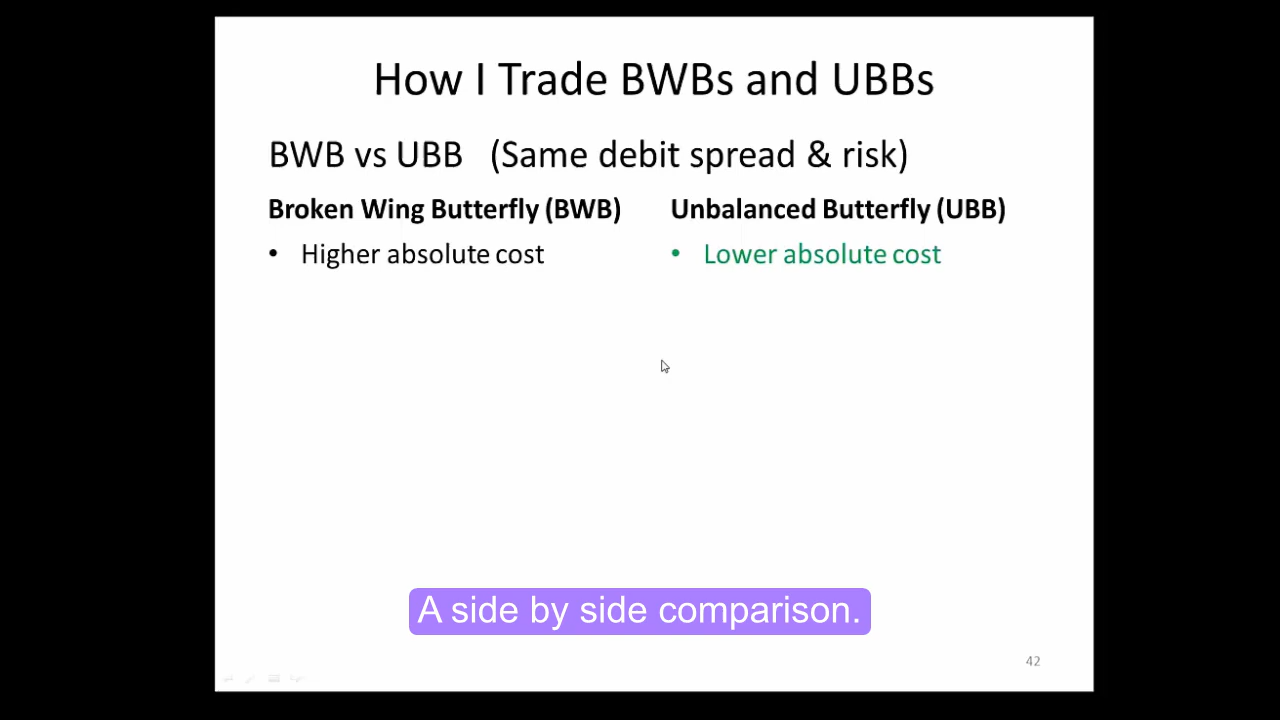 How I Trade BWBs and UBBs
BWB vs UBB (Same debit spread & risk)
Broken Wing Butterfly (BWB)
• Higher absolute cost
Unbalanced Butterfly (UBB)
• Lower absolute cost
A side by side comparison.
42